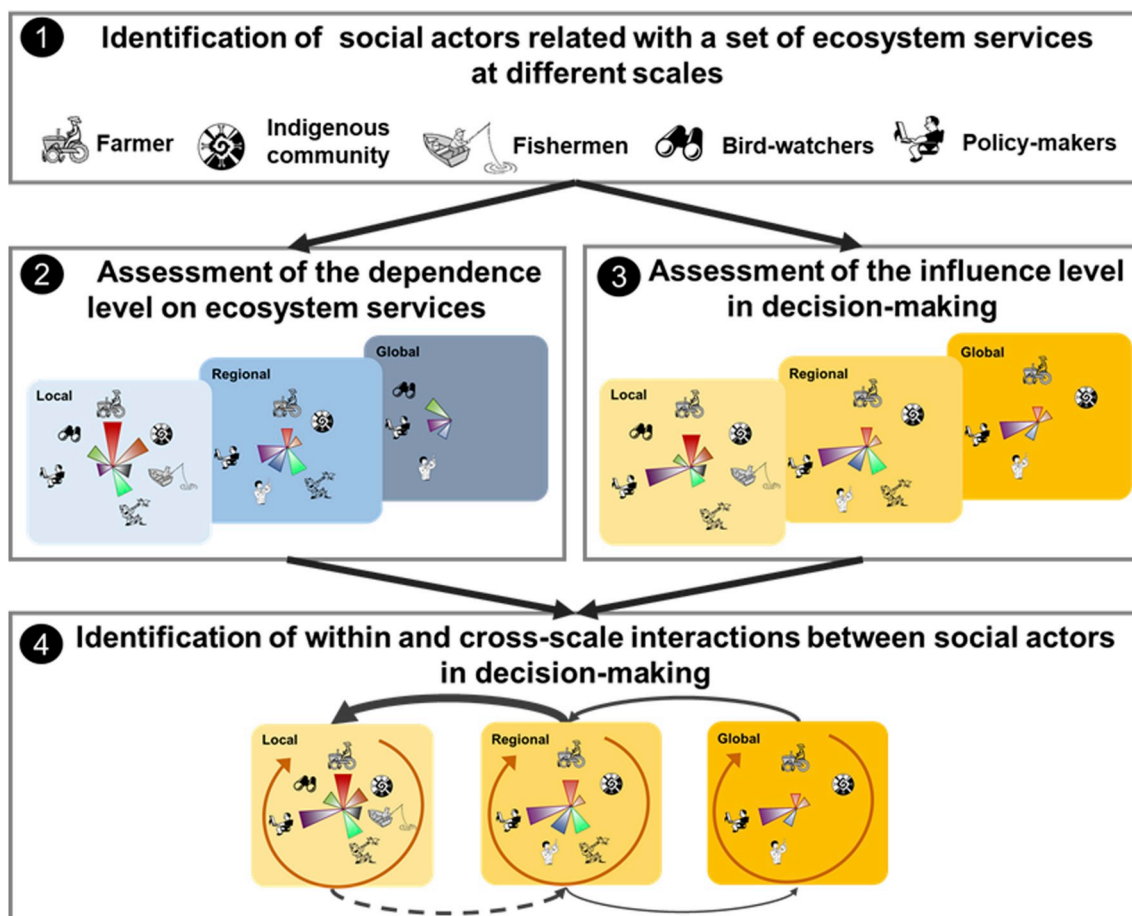 1
Identification of social actors related with a set of ecosystem services
at different scales
Farmer
Indigenous
community
Fishermen
Bird-watchers
Policy-makers
2
Assessment of the dependence
level on ecosystem services
Local
Regional
Global
3
Assessment of the influence level
in decision-making
Local
Regional
Global
4
Identification of within and cross-scale interactions between social actors
in decision-making
Local
Regional
Global